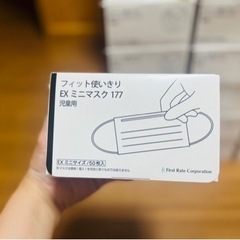 フィット使いきり
EX ミニマスク 177
児童用
EX ミニサイズ/50枚入
First Rate Corporation